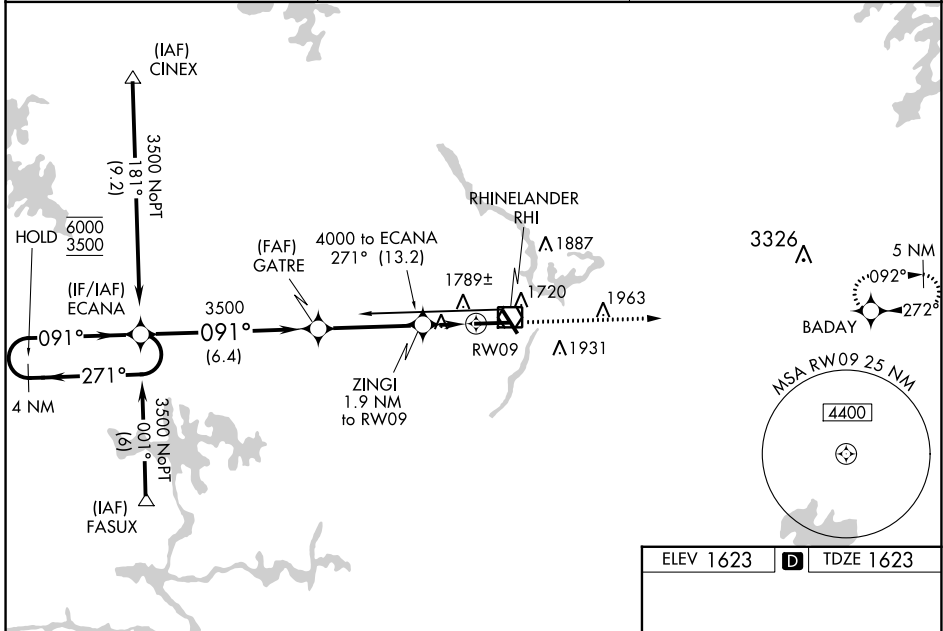 (IAF)
CINEX
3500 NoPT
181°
(9.2)
HOLD
6000
3500
(IF/IAF)
ECANA
091°
271°
4 NM
3500
091°
(6.4)
(FAF)
GATRE
4000 to ECANA
271° (13.2)
RHINELANDER
RHI
1887
1789±
1720
1963
1931
RW09
ZINGI
1.9 NM
to RW09
3326
5 NM
092°
272°
BADAY
3500 NoPT
001°
(6)
(IAF)
FASUX
MSA RW09 25 NM
4400
ELEV 1623 D TDZE 1623